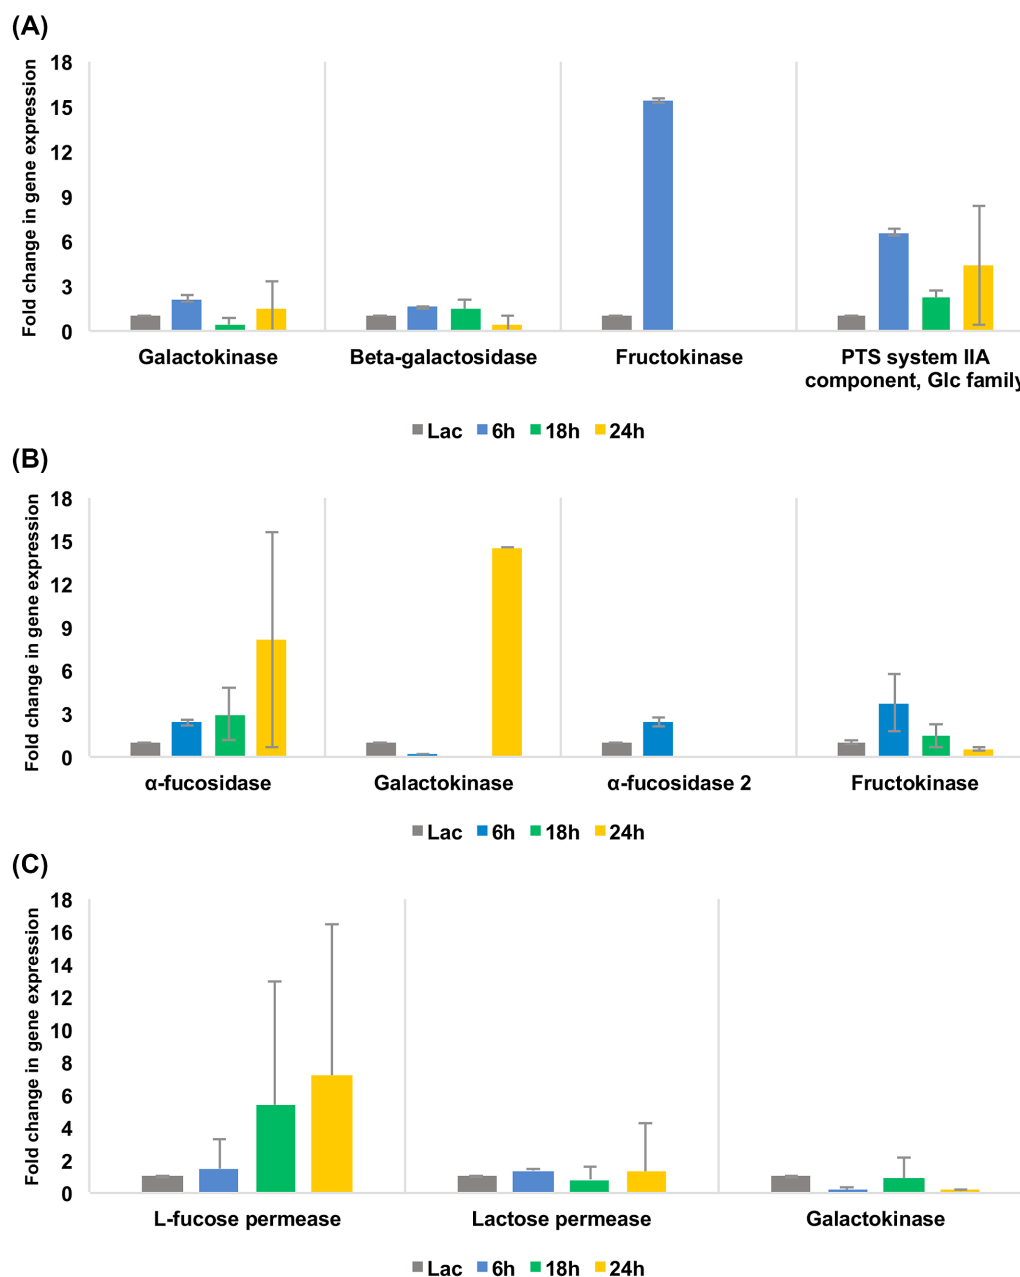 (A)
Fold change in gene expression
18
15
12
9
6
3
0
Galactokinase
Beta-galactosidase
Fructokinase
PTS system IIA
component, Glc family
Lac 6h 18h 24h
(B)
Fold change in gene expression
18
15
12
9
6
3
0
α-fucosidase
Galactokinase
α-fucosidase 2
Fructokinase
Lac 6h 18h 24h
(C)
Fold change in gene expression
18
16
14
12
10
8
6
4
2
0
L-fucose permease
Lactose permease
Galactokinase
Lac 6h 18h 24h